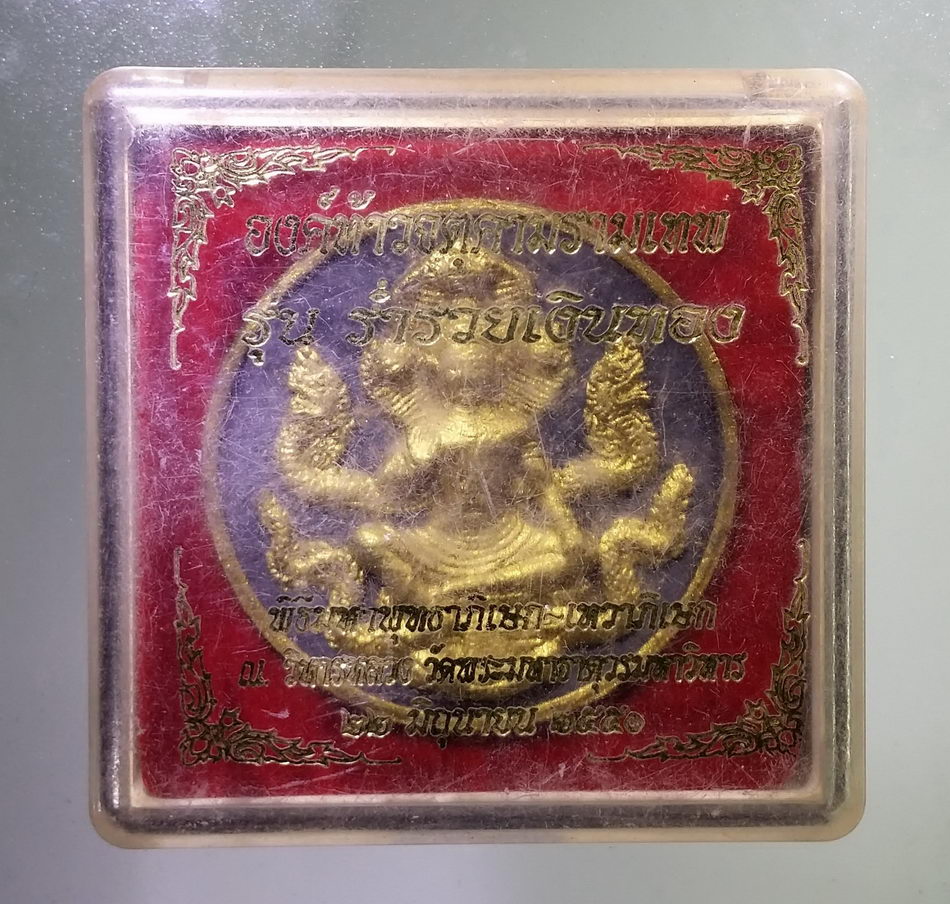 องค์ท้าวจตุคามรามเทพ
รุ่น ร่ำรวยเงินทอง
พิธีมหาพุทธาภิเษก-เทวาภิเษก
ณ วิหารหลวง วัดพระมหาธาตุวรมหาวิหาร
๒๒ มิถุนายน ๒๕๕๐